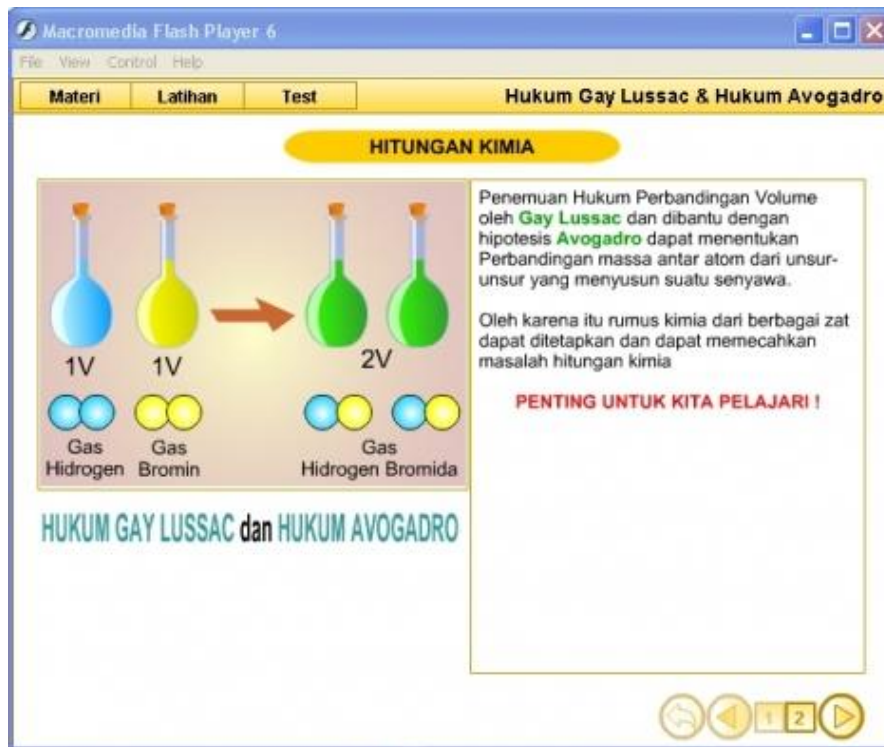 Macromedia Flash Player 6
File View Control Help
Materi Latihan Test Hukum Gay Lussac & Hukum Avogadro
HITUNGAN KIMIA
1V 1V 2V
Gas Hidrogen
Gas Bromin
Gas Hidrogen Bromida
HUKUM GAY LUSSAC dan HUKUM AVOGADRO
Penemuan Hukum Perbandingan Volume
oleh Gay Lussac dan dibantu dengan
hipotesis Avogadro dapat menentukan
Perbandingan massa antar atom dari unsur-
unsur yang menyusun suatu senyawa.
Oleh karena itu rumus kimia dari berbagai zat
dapat ditetapkan dan dapat memecahkan
masalah hitungan kimia
PENTING UNTUK KITA PELAJARI !
1 2